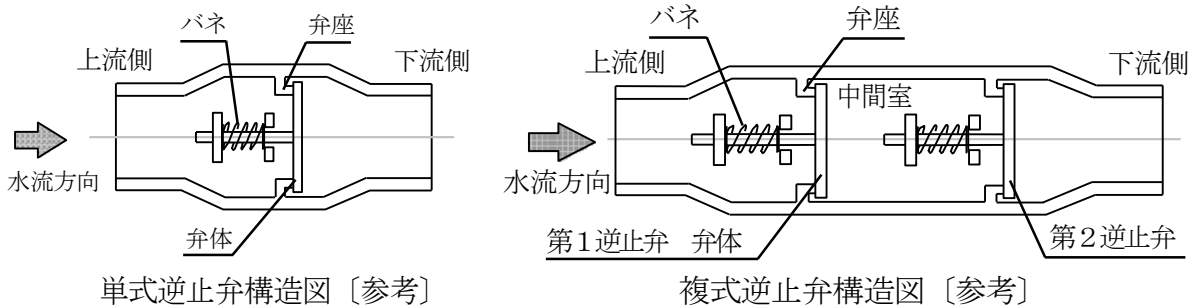 バネ
弁座
上流側
下流側
水流方向
弁体
単式逆止弁構造図〔参考〕
バネ
弁座
上流側
中間室
下流側
水流方向
第1逆止弁 弁体
第2逆止弁
複式逆止弁構造図〔参考〕